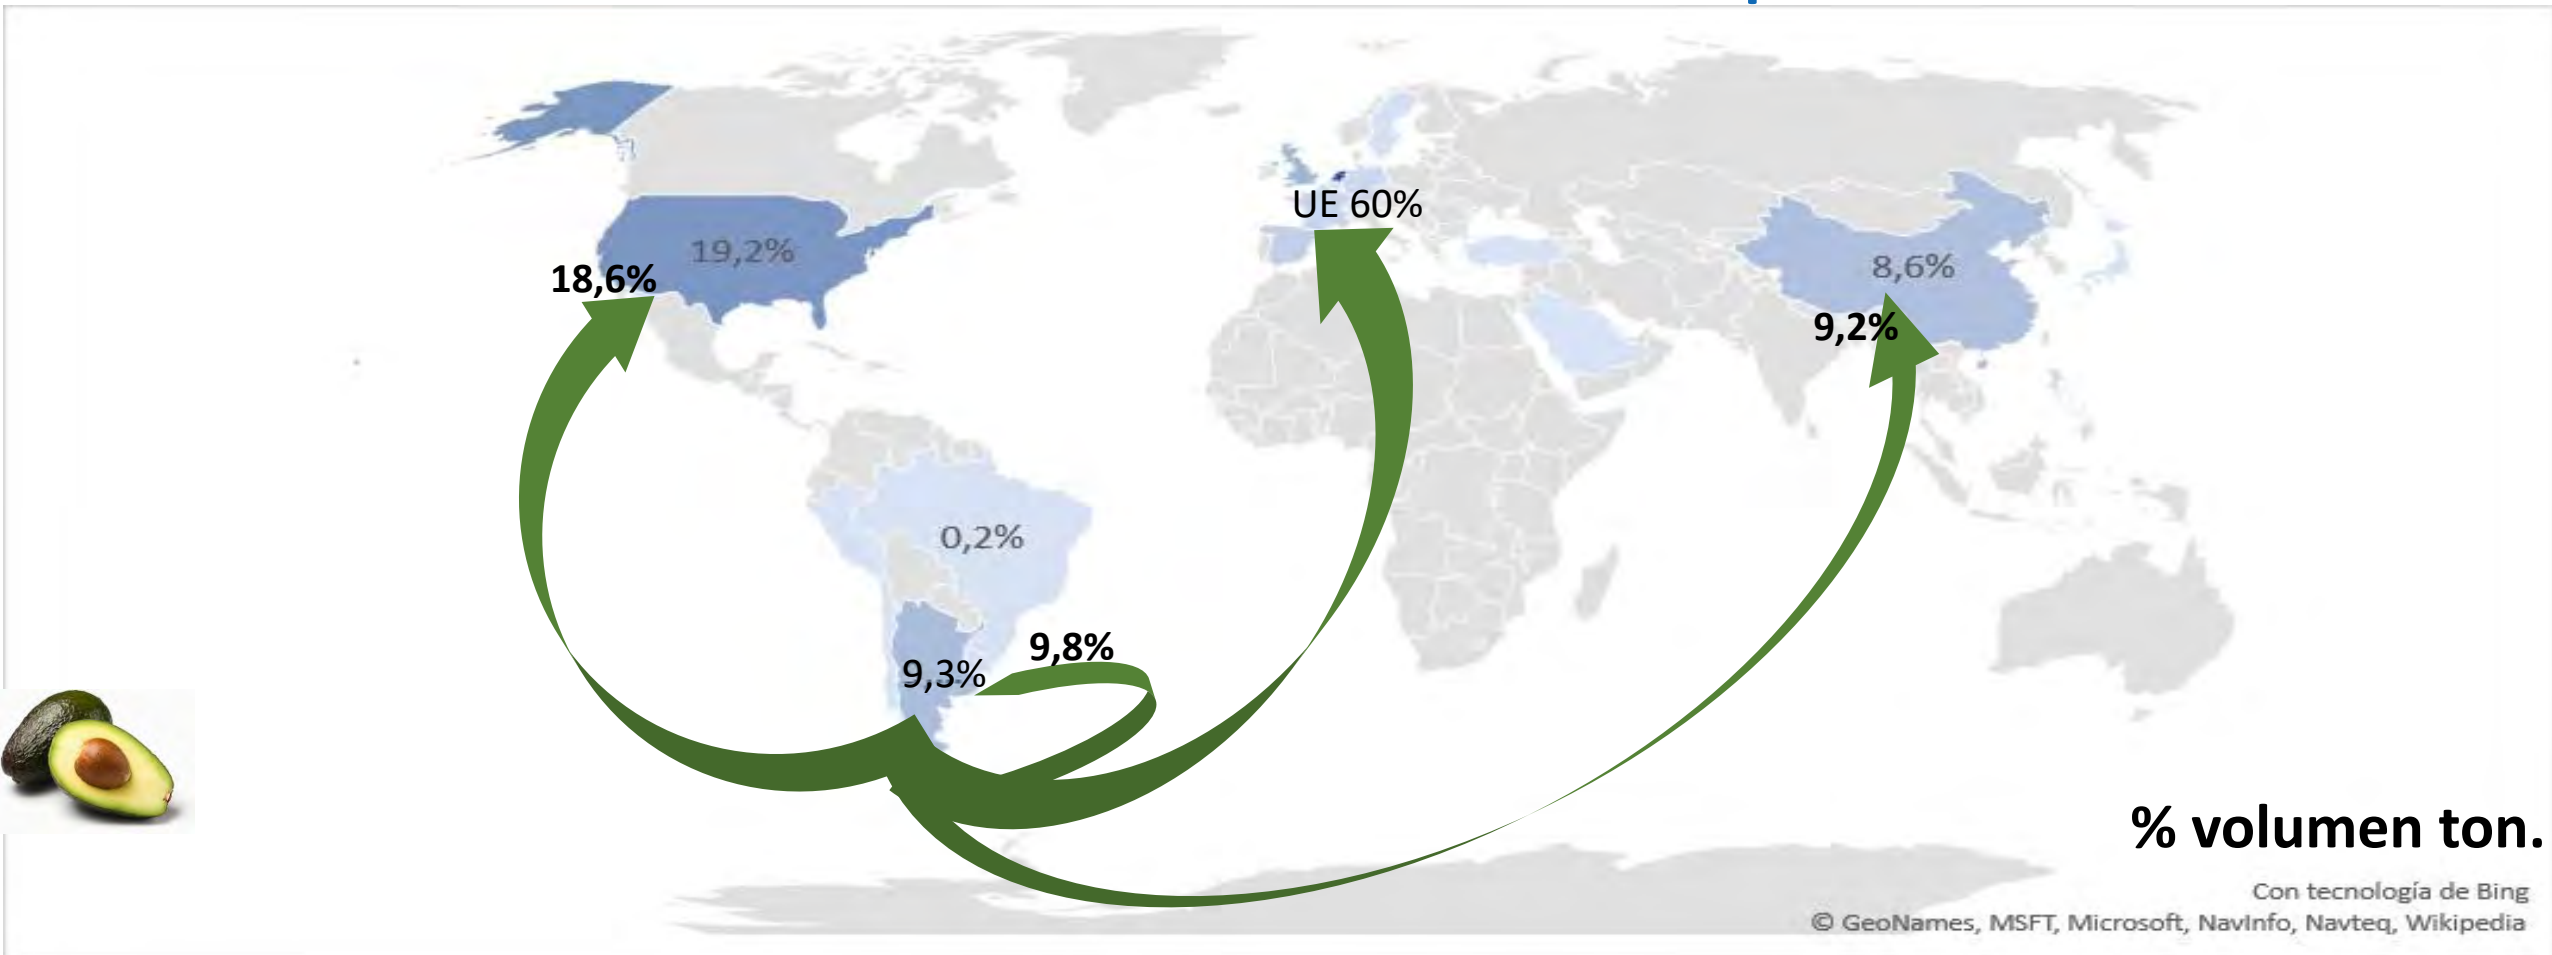 UE 60%
19,2%
18,6%
8,6%
9,2%
0,2%
9,8%
9,3%
% volumen ton.
Con tecnología de Bing
© GeoNames, MSFT, Microsoft, NavInfo, Navteq, Wikipedia